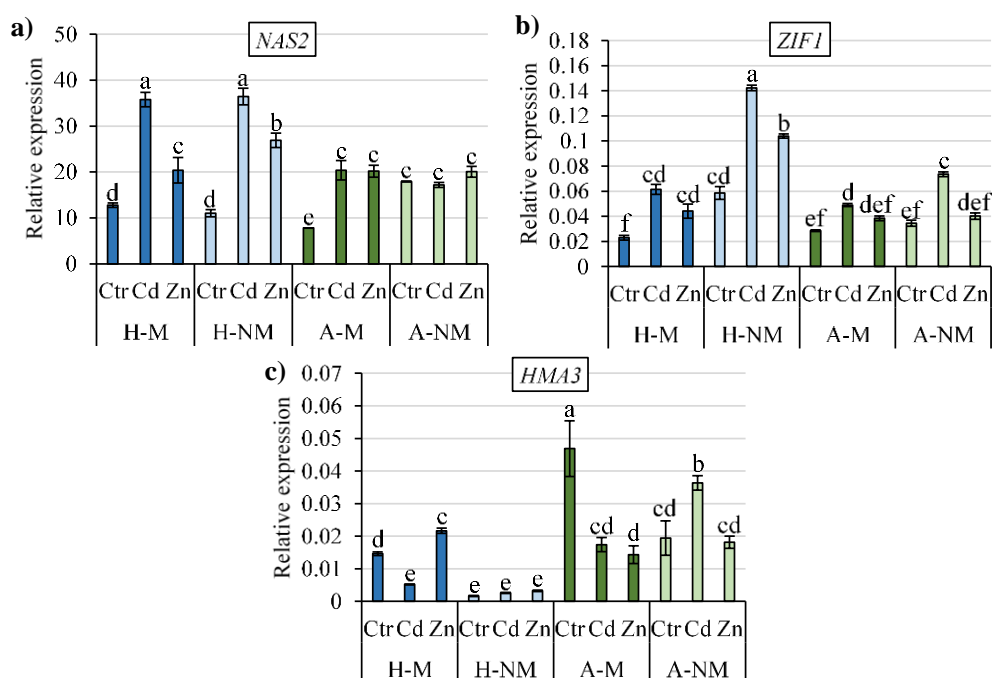 a)
NAS2
50
40
30
20
10
0
Relative expression
d a c d a b e c c c c c
Ctr Cd Zn Ctr Cd Zn Ctr Cd Zn Ctr Cd Zn
H-M H-NM A-M A-NM
b)
ZIF1
0.18
0.16
0.14
0.12
0.1
0.08
0.06
0.04
0.02
0
Relative expression
f cd cd cd a b ef d def ef c def
Ctr Cd Zn Ctr Cd Zn Ctr Cd Zn Ctr Cd Zn
H-M H-NM A-M A-NM
c)
HMA3
0.07
0.06
0.05
0.04
0.03
0.02
0.01
0
Relative expression
d e c e e e a cd d cd b cd
Ctr Cd Zn Ctr Cd Zn Ctr Cd Zn Ctr Cd Zn
H-M H-NM A-M A-NM